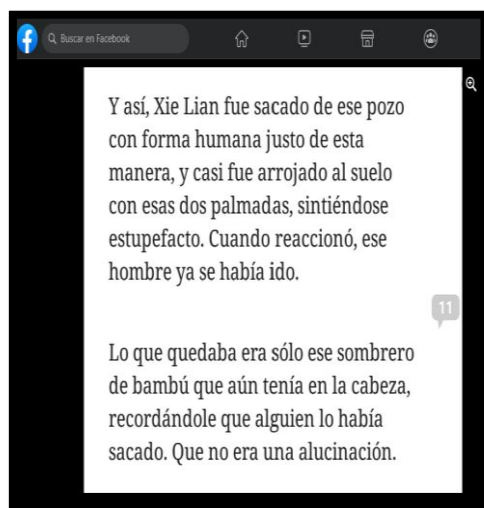 Buscar en Facebook
Y así, Xie Lian fue sacado de ese pozo
con forma humana justo de esta
manera, y casi fue arrojado al suelo
con esas dos palmadas, sintiéndose
estupefacto. Cuando reaccionó, ese
hombre ya se había ido.
11
Lo que quedaba era sólo ese sombrero
de bambú que aún tenía en la cabeza,
recordándole que alguien lo había
sacado. Que no era una alucinación.